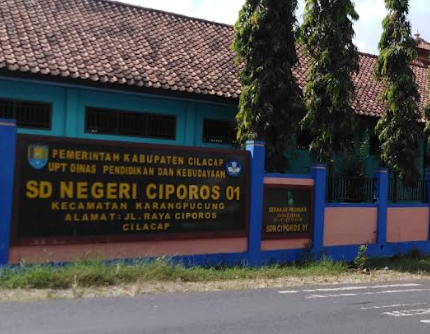 PEMERINTAH KABUPATEN CILACAP
UPT DINAS PENDIDIKAN DAN KEBUDAYAAN
SD NEGERI CIPOROS 01
KECAMATAN KARANGPUCUNG
ALAMAT : JL. RAYA CIPOROS
CILACAP
SDN CIPOROS 01